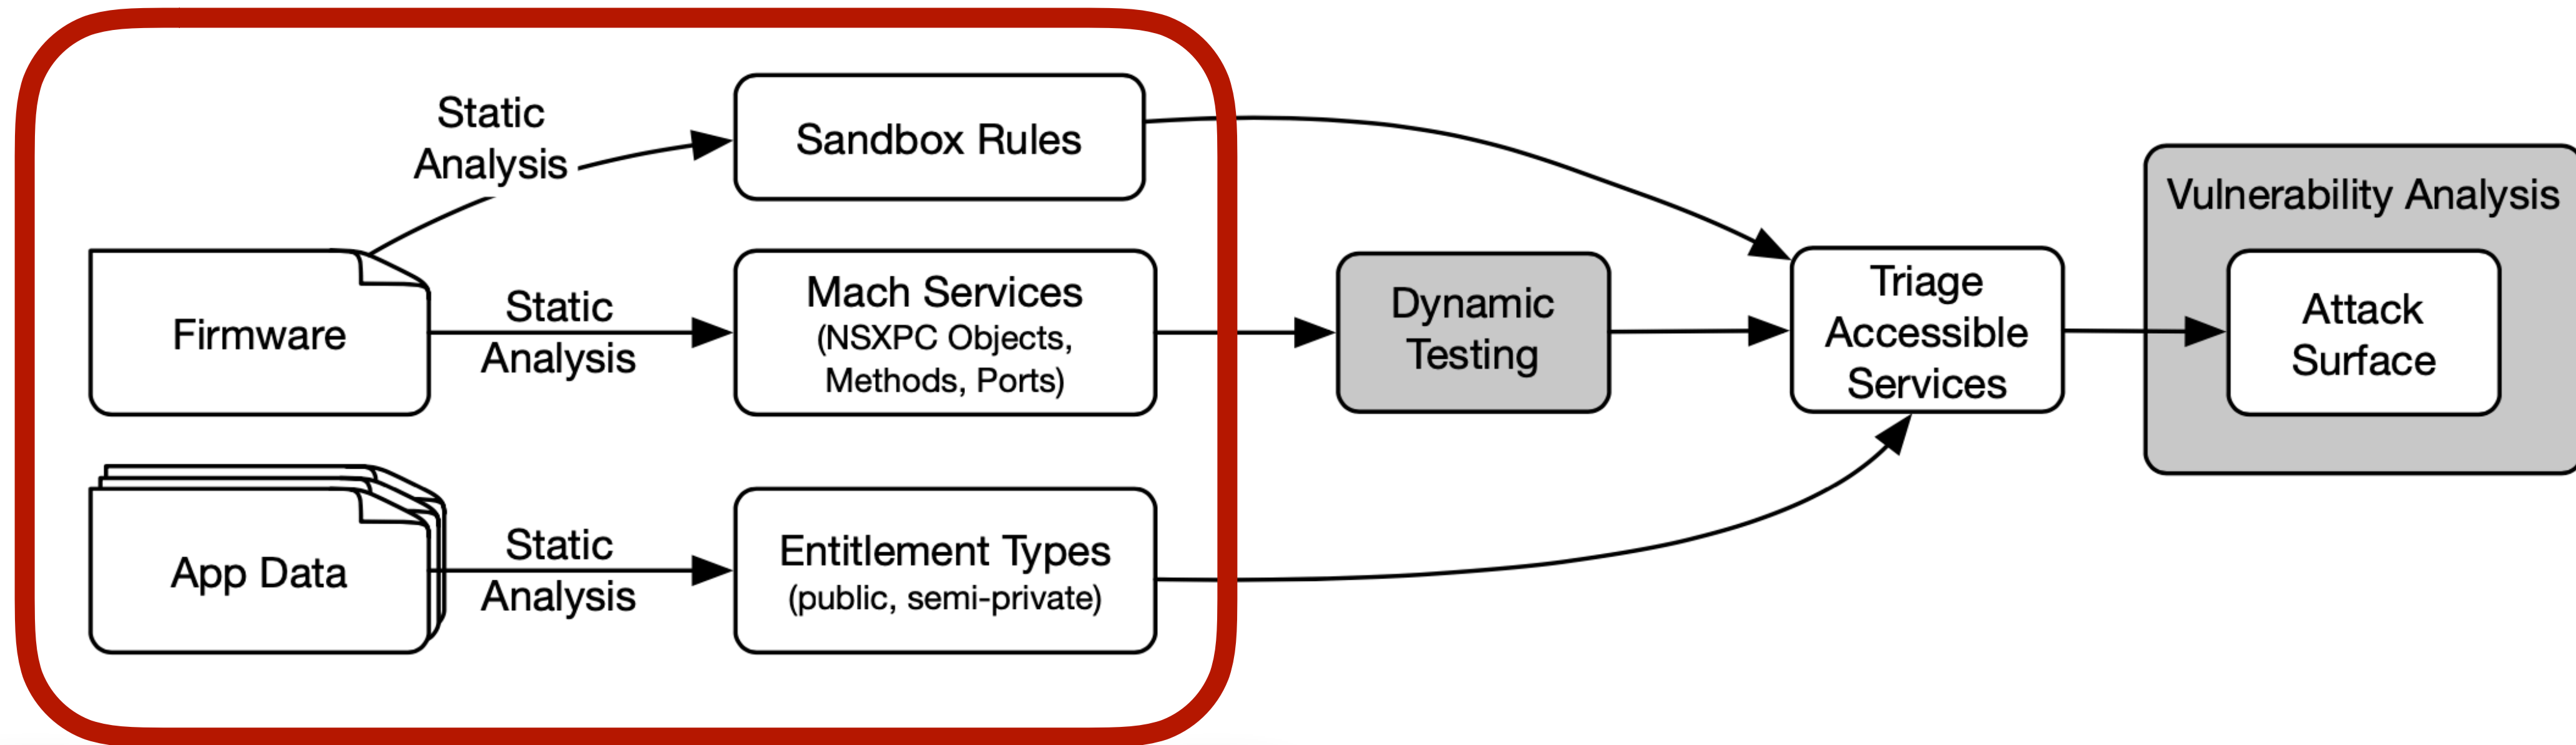 Static
Analysis
Sandbox Rules
Firmware
Static
Analysis
Mach Services
(NSXPC Objects,
Methods, Ports)
App Data
Static
Analysis
Entitlement Types
(public, semi-private)
Dynamic
Testing
Triage
Accessible
Services
Vulnerability Analysis
Attack
Surface